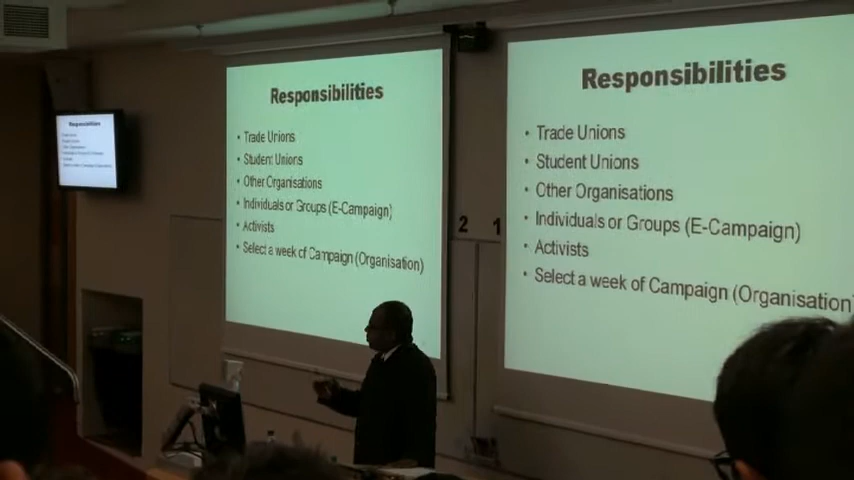 Responsibilities
Responsibilities
• Trade Unions
• Student Unions
• Other Organisations
• Individuals or Groups (E-Campaign)
• Activists
• Select a week of Campaign (Organisation)
2 1
Responsibilities
• Trade Unions
• Student Unions
• Other Organisations
• Individuals or Groups (E-Campaign)
• Activists
• Select a week of Campaign (Organisation)